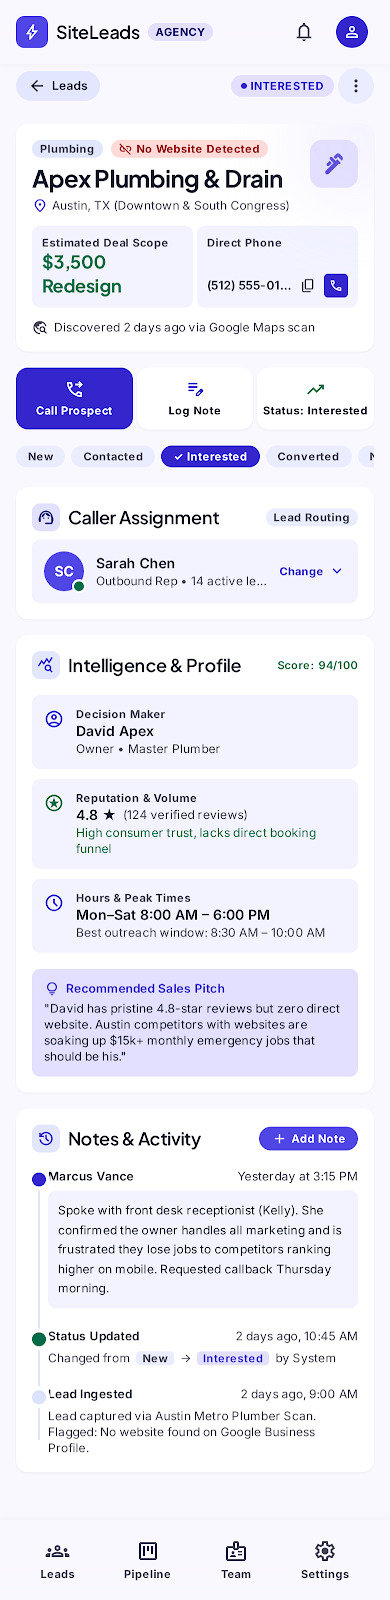 SiteLeads AGENCY
Leads
INTERESTED
Plumbing No Website Detected
Apex Plumbing & Drain
Austin, TX (Downtown & South Congress)
Estimated Deal Scope
$3,500
Redesign
Direct Phone
(512) 555-01...
Discovered 2 days ago via Google Maps scan
Call Prospect
Log Note
Status: Interested
New Contacted ✓ Interested Converted
Caller Assignment Lead Routing
SC
Sarah Chen
Outbound Rep • 14 active le...
Change
Intelligence & Profile Score: 94/100
Decision Maker
David Apex
Owner • Master Plumber
Reputation & Volume
4.8 ★ (124 verified reviews)
High consumer trust, lacks direct booking
funnel
Hours & Peak Times
Mon–Sat 8:00 AM – 6:00 PM
Best outreach window: 8:30 AM – 10:00 AM
Recommended Sales Pitch
"David has pristine 4.8-star reviews but zero direct
website. Austin competitors with websites are
soaking up $15k+ monthly emergency jobs that
should be his."
Notes & Activity + Add Note
Marcus Vance Yesterday at 3:15 PM
Spoke with front desk receptionist (Kelly). She
confirmed the owner handles all marketing and is
frustrated they lose jobs to competitors ranking
higher on mobile. Requested callback Thursday
morning.
Status Updated 2 days ago, 10:45 AM
Changed from New → Interested by System
Lead Ingested 2 days ago, 9:00 AM
Lead captured via Austin Metro Plumber Scan.
Flagged: No website found on Google Business
Profile.
Leads Pipeline Team Settings